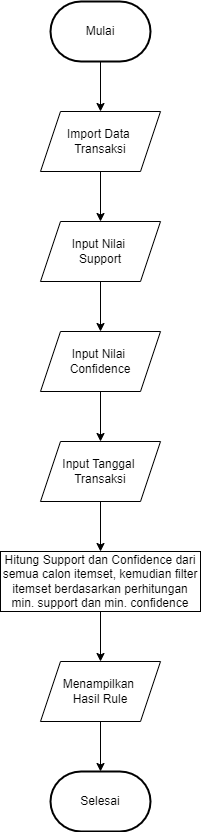 Mulai
Import Data
Transaksi
Input Nilai
Support
Input Nilai
Confidence
Input Tanggal
Transaksi
Hitung Support dan Confidence dari
semua calon itemset, kemudian filter
itemset berdasarkan perhitungan
min. support dan min. confidence
Menampilkan
Hasil Rule
Selesai